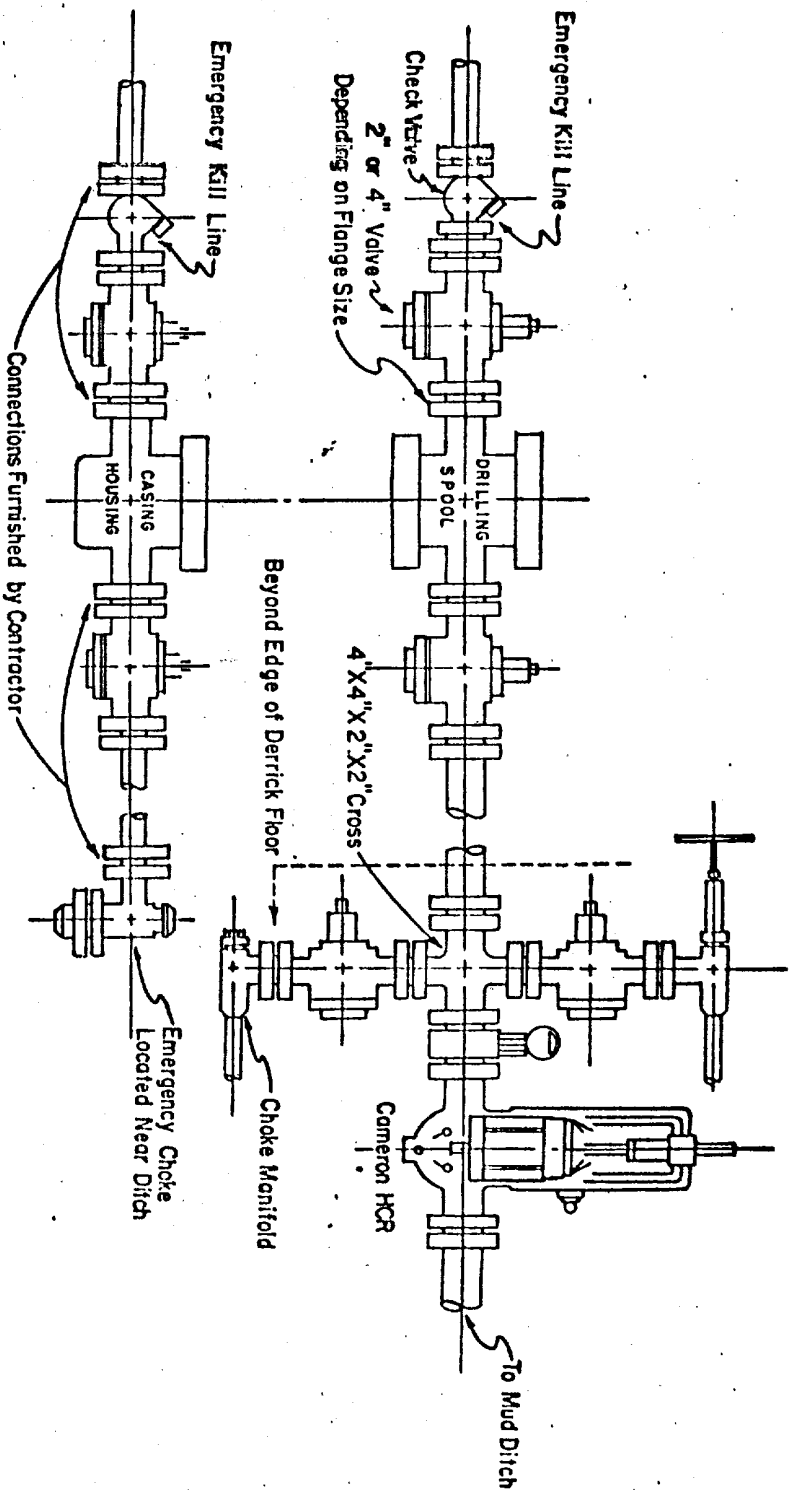 Emergency Kill Line
Check Valve
2" or 4" Valve
Depending on Flange Size
DRILLING
SPOOL
4"X4"X2"X2" Cross
Beyond Edge of Derrick Floor
Cameron HCR
To Mud Ditch
Choke Manifold
Emergency Kill Line
CASING
HOUSING
Connections Furnished by Contractor
Emergency Choke
Located Near Ditch